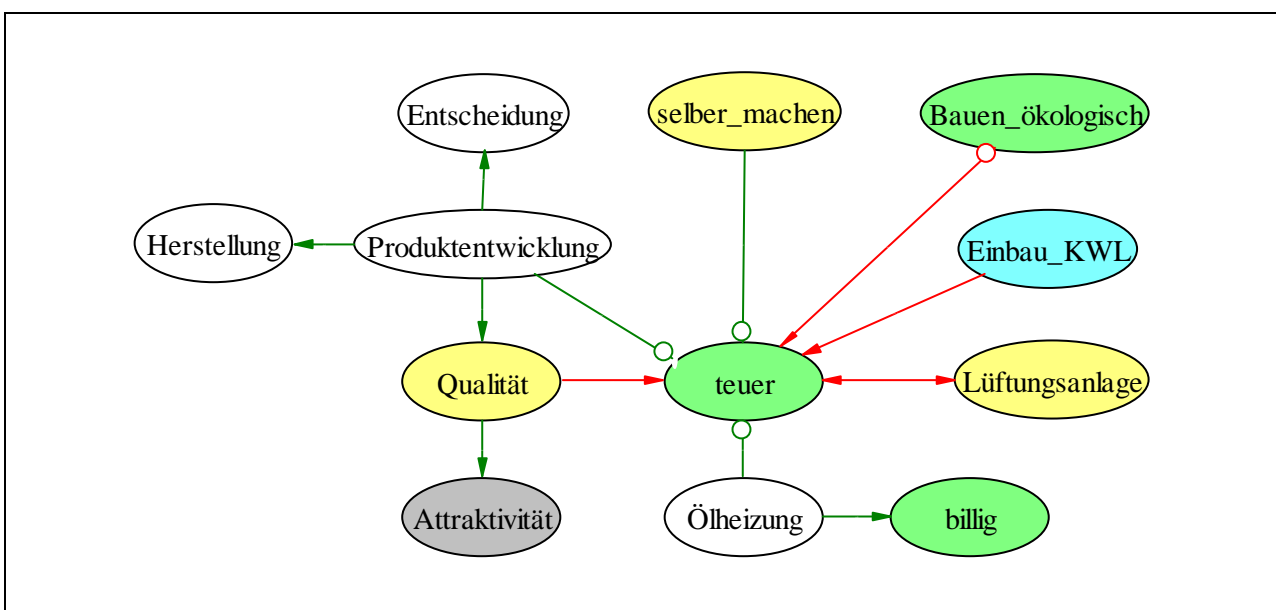 Entscheidung
selber_machen
Bauen_ökologisch
Herstellung
Produktentwicklung
Einbau_KWL
Qualität
teuer
Lüftungsanlage
Attraktivität
Ölheizung
billig